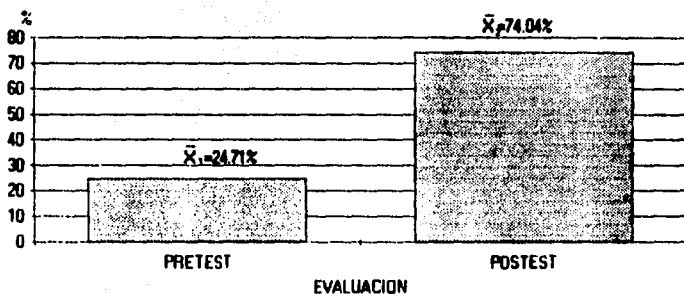 %
X̄₂=74.04%
80
70
60
50
40
30
20
10
0
X̄₁=24.71%
PRETEST
POSTEST
EVALUACION